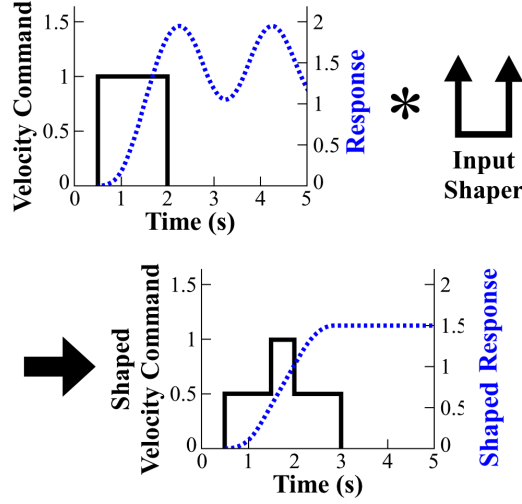 Velocity Command
1.5
1
0.5
0
0 1 2 3 4 5
Time (s)
2
1.5
1
0.5
0
Response
*
Input
Shaper
Shaped
Velocity Command
1.5
1
0.5
0
0 1 2 3 4 5
Time (s)
2
1.5
1
0.5
0
Shaped Response